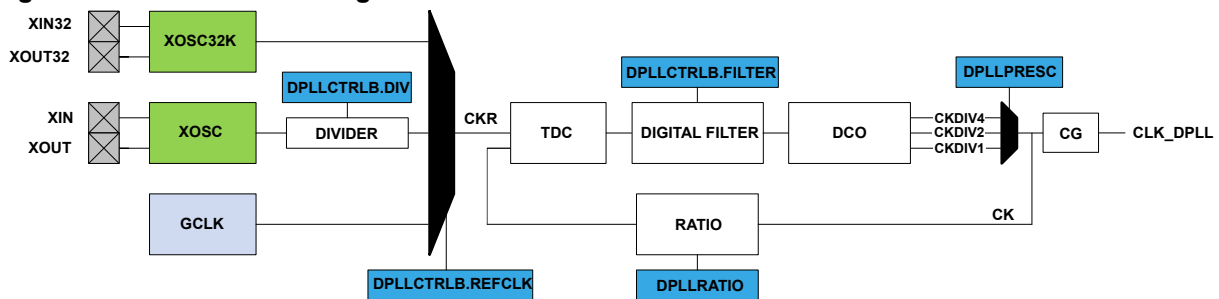 XIN32
XOUT32
XOSC32K
DPLLCTRLB.DIV
DPLLCTRLB.FILTER
DPLLPRESC
XIN
XOUT
XOSC
DIVIDER
CKR
TDC
DIGITAL FILTER
DCO
CKDIV4
CKDIV2
CKDIV1
CG
CLK_DPLL
GCLK
RATIO
CK
DPLLCTRLB.REFCLK
DPLLRATIO